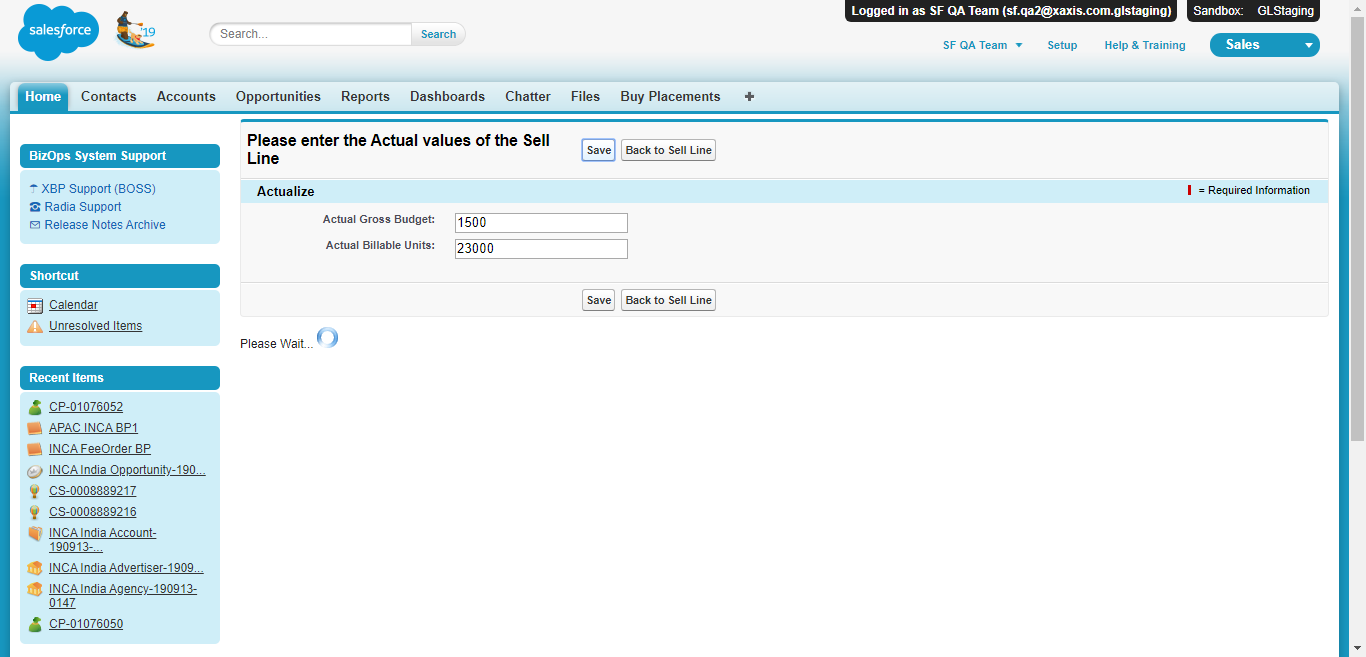 Logged in as SF QA Team (sf.qa2@xaxis.com.glstaging)
Sandbox: GLStaging
salesforce
'19
Search...
Search
SF QA Team
Setup
Help & Training
Sales
Home
Contacts
Accounts
Opportunities
Reports
Dashboards
Chatter
Files
Buy Placements
+
BizOps System Support
XBP Support (BOSS)
Radia Support
Release Notes Archive
Shortcut
Calendar
Unresolved Items
Recent Items
CP-01076052
APAC INCA BP1
INCA FeeOrder BP
INCA India Opportunity-190...
CS-0008889217
CS-0008889216
INCA India Account-
190913-...
INCA India Advertiser-1909...
INCA India Agency-190913-
0147
CP-01076050
Please enter the Actual values of the Sell
Line
Save
Back to Sell Line
Actualize
= Required Information
Actual Gross Budget:
1500
Actual Billable Units:
23000
Save
Back to Sell Line
Please Wait...